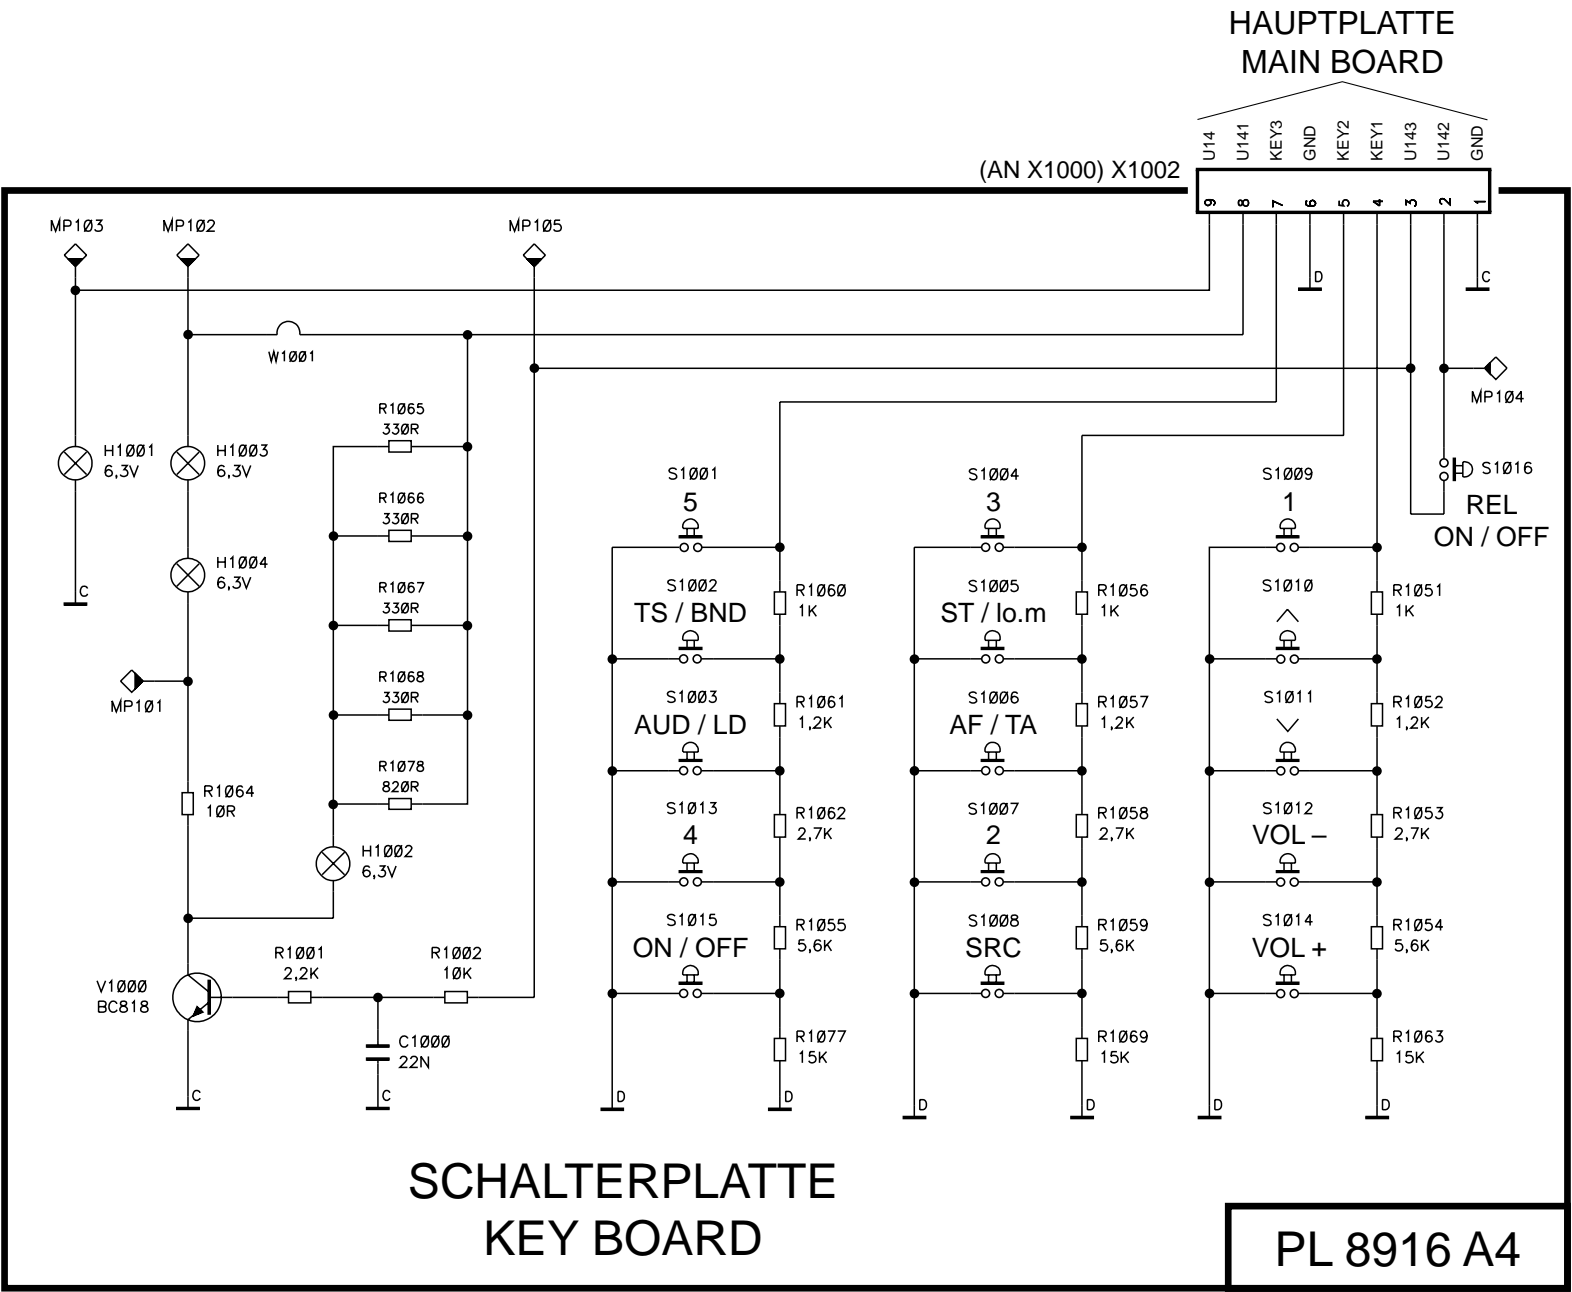 HAUPTPLATTE
MAIN BOARD
U14 U141 KEY3 GND KEY2 KEY1 U143 U142 GND
(AN X1000) X1002
9 8 7 6 5 4 3 2 1
MP103 MP102 MP105
D C
W1001
MP104
R1065
330R
H1001
6,3V
H1003
6,3V
S1001
5
S1004
3
S1009
1
S1016
REL
ON / OFF
R1066
330R
H1004
6,3V
C
R1067
330R
S1002
TS / BND
R1060
1K
S1005
ST / lo.m
R1056
1K
S1010
R1051
1K
MP101
R1068
330R
S1003
AUD / LD
R1061
1,2K
S1006
AF / TA
R1057
1,2K
S1011
R1052
1,2K
R1064
10R
R1078
820R
S1013
4
R1062
2,7K
S1007
2
R1058
2,7K
S1012
VOL –
R1053
2,7K
H1002
6,3V
S1015
ON / OFF
R1055
5,6K
S1008
SRC
R1059
5,6K
S1014
VOL +
R1054
5,6K
R1001
2,2K
R1002
10K
V1000
BC818
C1000
22N
R1077
15K
R1069
15K
R1063
15K
C C D D D D D D
SCHALTERPLATTE
KEY BOARD
PL 8916 A4